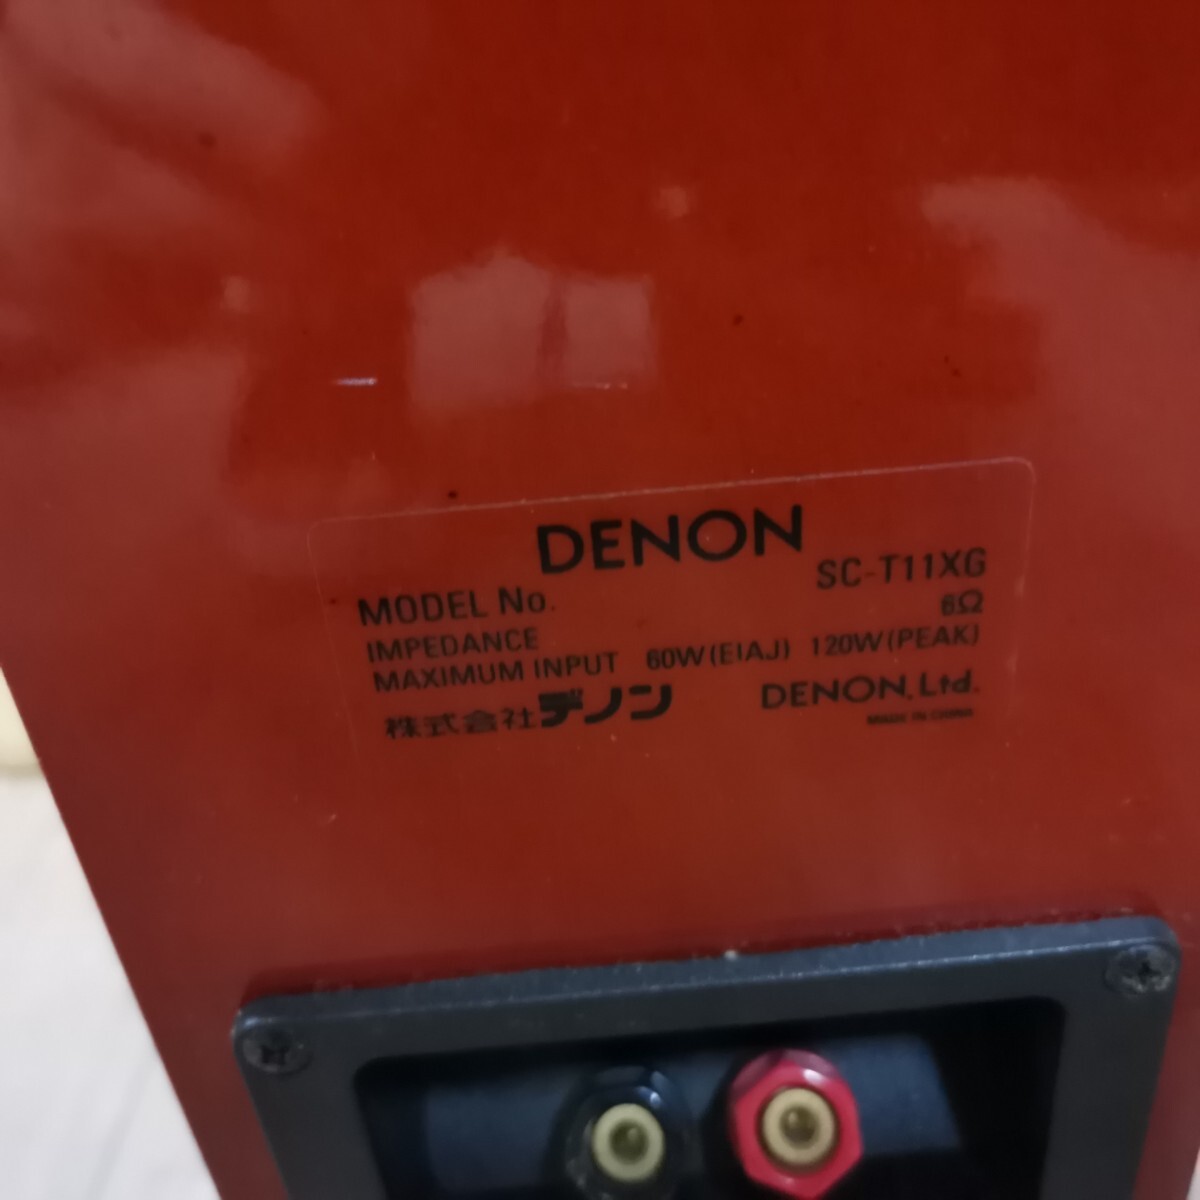 DENON
MODEL No. SC-T11XG
IMPEDANCE 6Ω
MAXIMUM INPUT 60W(EIAJ) 120W(PEAK)
株式会社デノン DENON, Ltd.
MADE IN CHINA